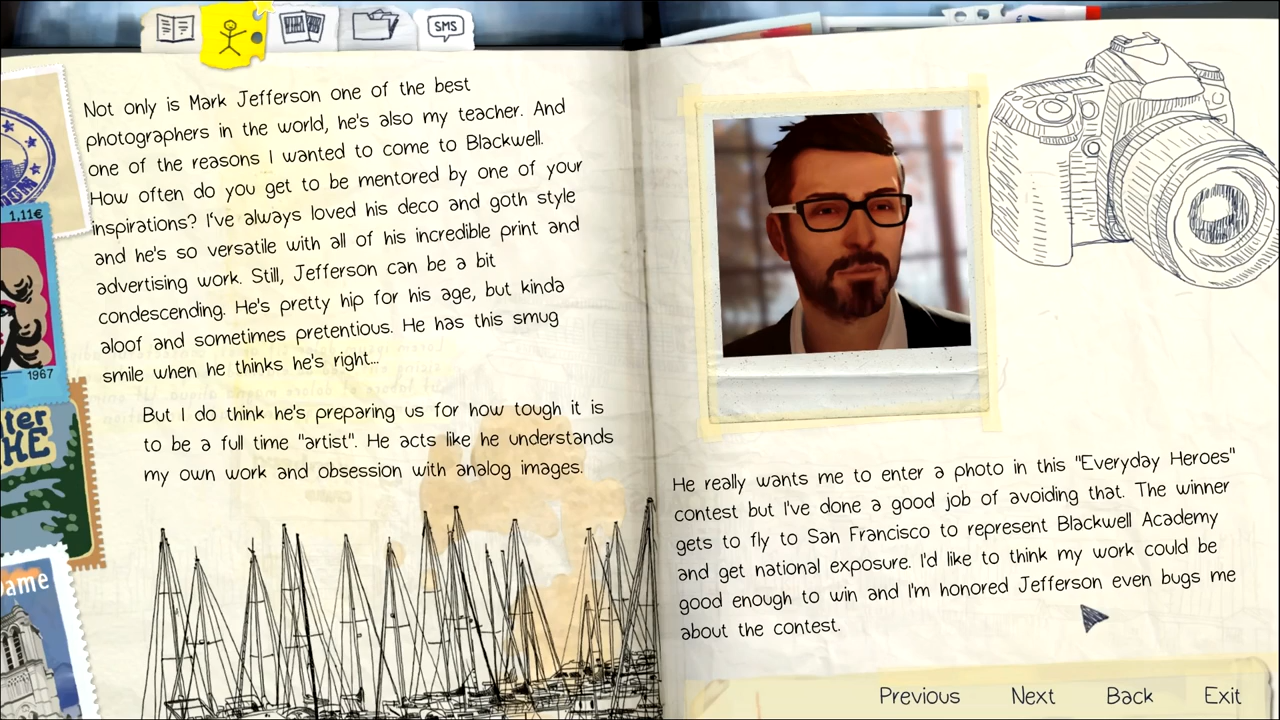 SMS
1,11€
1967
ter
KE
ame
Not only is Mark Jefferson one of the best
photographers in the world, he's also my teacher. And
one of the reasons I wanted to come to Blackwell.
How often do you get to be mentored by one of your
inspirations? I've always loved his deco and goth style
and he's so versatile with all of his incredible print and
advertising work. Still, Jefferson can be a bit
condescending. He's pretty hip for his age, but kinda
aloof and sometimes pretentious. He has this smug
smile when he thinks he's right...
But I do think he's preparing us for how tough it is
to be a full time "artist". He acts like he understands
my own work and obsession with analog images.
He really wants me to enter a photo in this "Everyday Heroes"
contest but I've done a good job of avoiding that. The winner
gets to fly to San Francisco to represent Blackwell Academy
and get national exposure. I'd like to think my work could be
good enough to win and I'm honored Jefferson even bugs me
about the contest.
Previous Next Back Exit